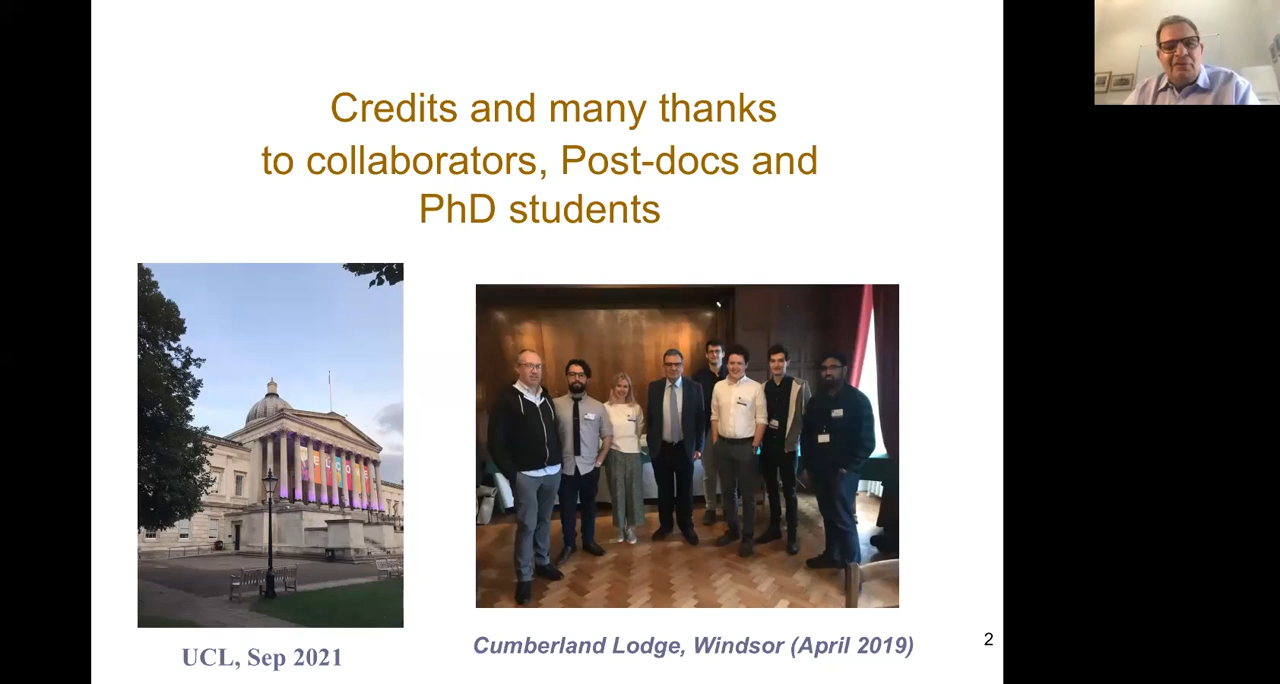 Credits and many thanks
to collaborators, Post-docs and
PhD students
WELCOME
UCL, Sep 2021
Cumberland Lodge, Windsor (April 2019)
2